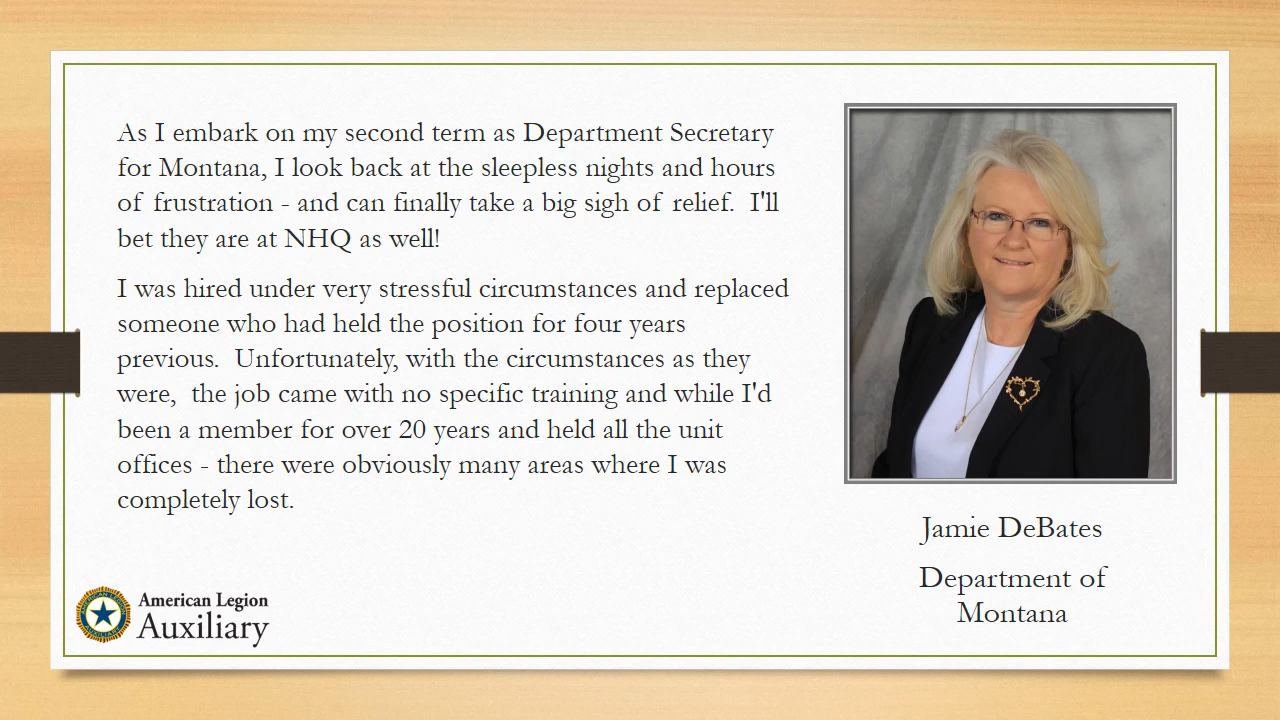 As I embark on my second term as Department Secretary
for Montana, I look back at the sleepless nights and hours
of frustration - and can finally take a big sigh of relief.  I'll
bet they are at NHQ as well!
I was hired under very stressful circumstances and replaced
someone who had held the position for four years
previous.  Unfortunately, with the circumstances as they
were,  the job came with no specific training and while I'd
been a member for over 20 years and held all the unit
offices - there were obviously many areas where I was
completely lost.
Jamie DeBates
Department of
Montana
AMERICAN LEGION
AUXILIARY
American Legion
Auxiliary